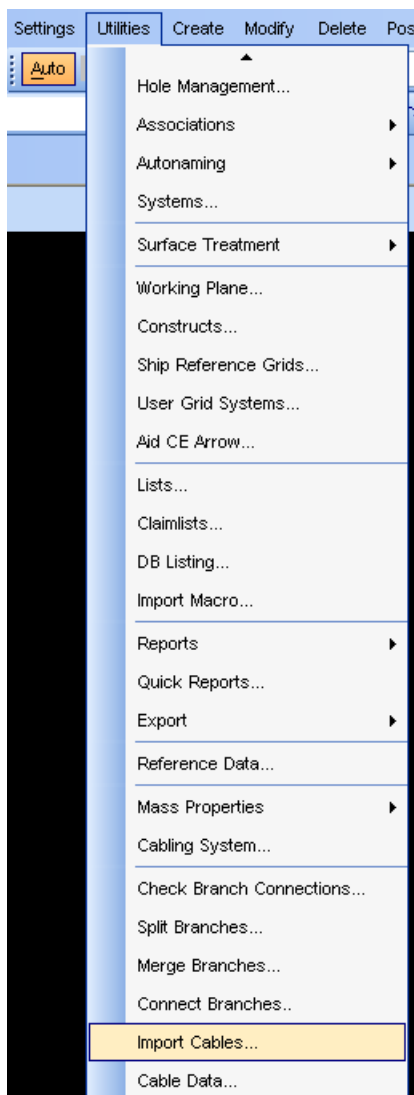 Settings Utilities Create Modify Delete Pos
Auto
Hole Management...
Associations
Autonaming
Systems...
Surface Treatment
Working Plane...
Constructs...
Ship Reference Grids...
User Grid Systems...
Aid CE Arrow...
Lists...
Claimlists...
DB Listing...
Import Macro...
Reports
Quick Reports...
Export
Reference Data...
Mass Properties
Cabling System...
Check Branch Connections...
Split Branches...
Merge Branches...
Connect Branches..
Import Cables...
Cable Data...